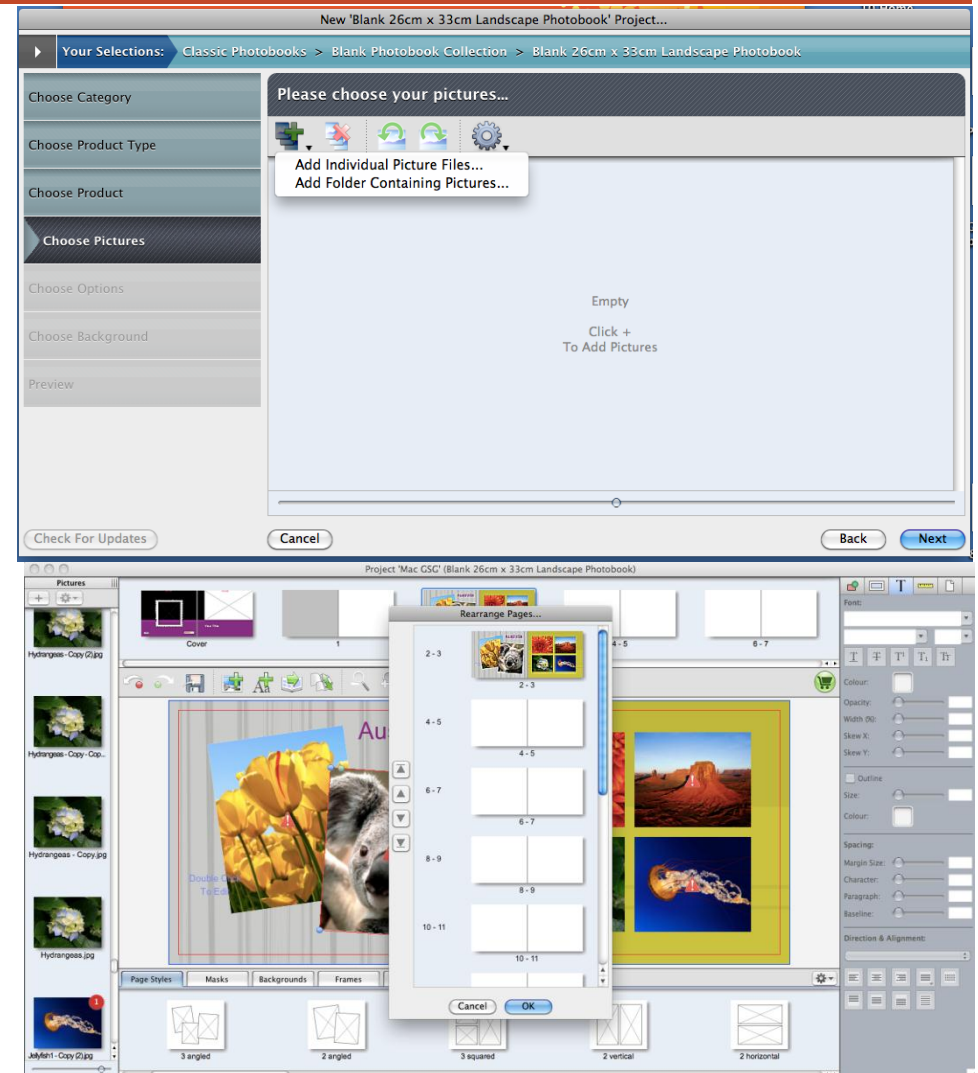 New 'Blank 26cm x 33cm Landscape Photobook' Project...
Your Selections: Classic Photobooks > Blank Photobook Collection > Blank 26cm x 33cm Landscape Photobook
Choose Category
Choose Product Type
Choose Product
Choose Pictures
Choose Options
Choose Background
Preview
Please choose your pictures...
Add Individual Picture Files...
Add Folder Containing Pictures...
Empty
Click +
To Add Pictures
Check For Updates
Cancel
Back
Next
Project 'Mac GSG' (Blank 26cm x 33cm Landscape Photobook)
Pictures
Hydrangeas - Copy (2).jpg
Hydrangeas - Copy - Cop...
Hydrangeas - Copy.jpg
Hydrangeas.jpg
1
Jellyfish1 - Copy (2).jpg
Cover
1
4 - 5
6 - 7
Au
Double
To Ed
Rearrange Pages...
2 - 3
2 - 3
4 - 5
4 - 5
6 - 7
6 - 7
8 - 9
8 - 9
10 - 11
10 - 11
Cancel
OK
Page Styles
Masks
Backgrounds
Frames
3 angled
2 angled
3 squared
2 vertical
2 horizontal
Font:
Colour:
Opacity:
Width (%):
Skew X:
Skew Y:
Outline
Size:
Colour:
Spacing:
Margin Size:
Character:
Paragraph:
Baseline:
Direction & Alignment: